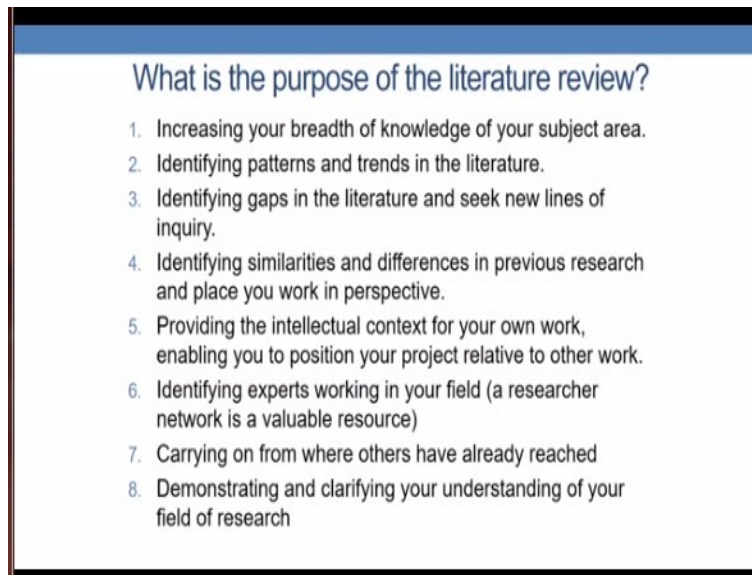 What is the purpose of the literature review?
1. Increasing your breadth of knowledge of your subject area.
2. Identifying patterns and trends in the literature.
3. Identifying gaps in the literature and seek new lines of
inquiry.
4. Identifying similarities and differences in previous research
and place you work in perspective.
5. Providing the intellectual context for your own work,
enabling you to position your project relative to other work.
6. Identifying experts working in your field (a researcher
network is a valuable resource)
7. Carrying on from where others have already reached
8. Demonstrating and clarifying your understanding of your
field of research